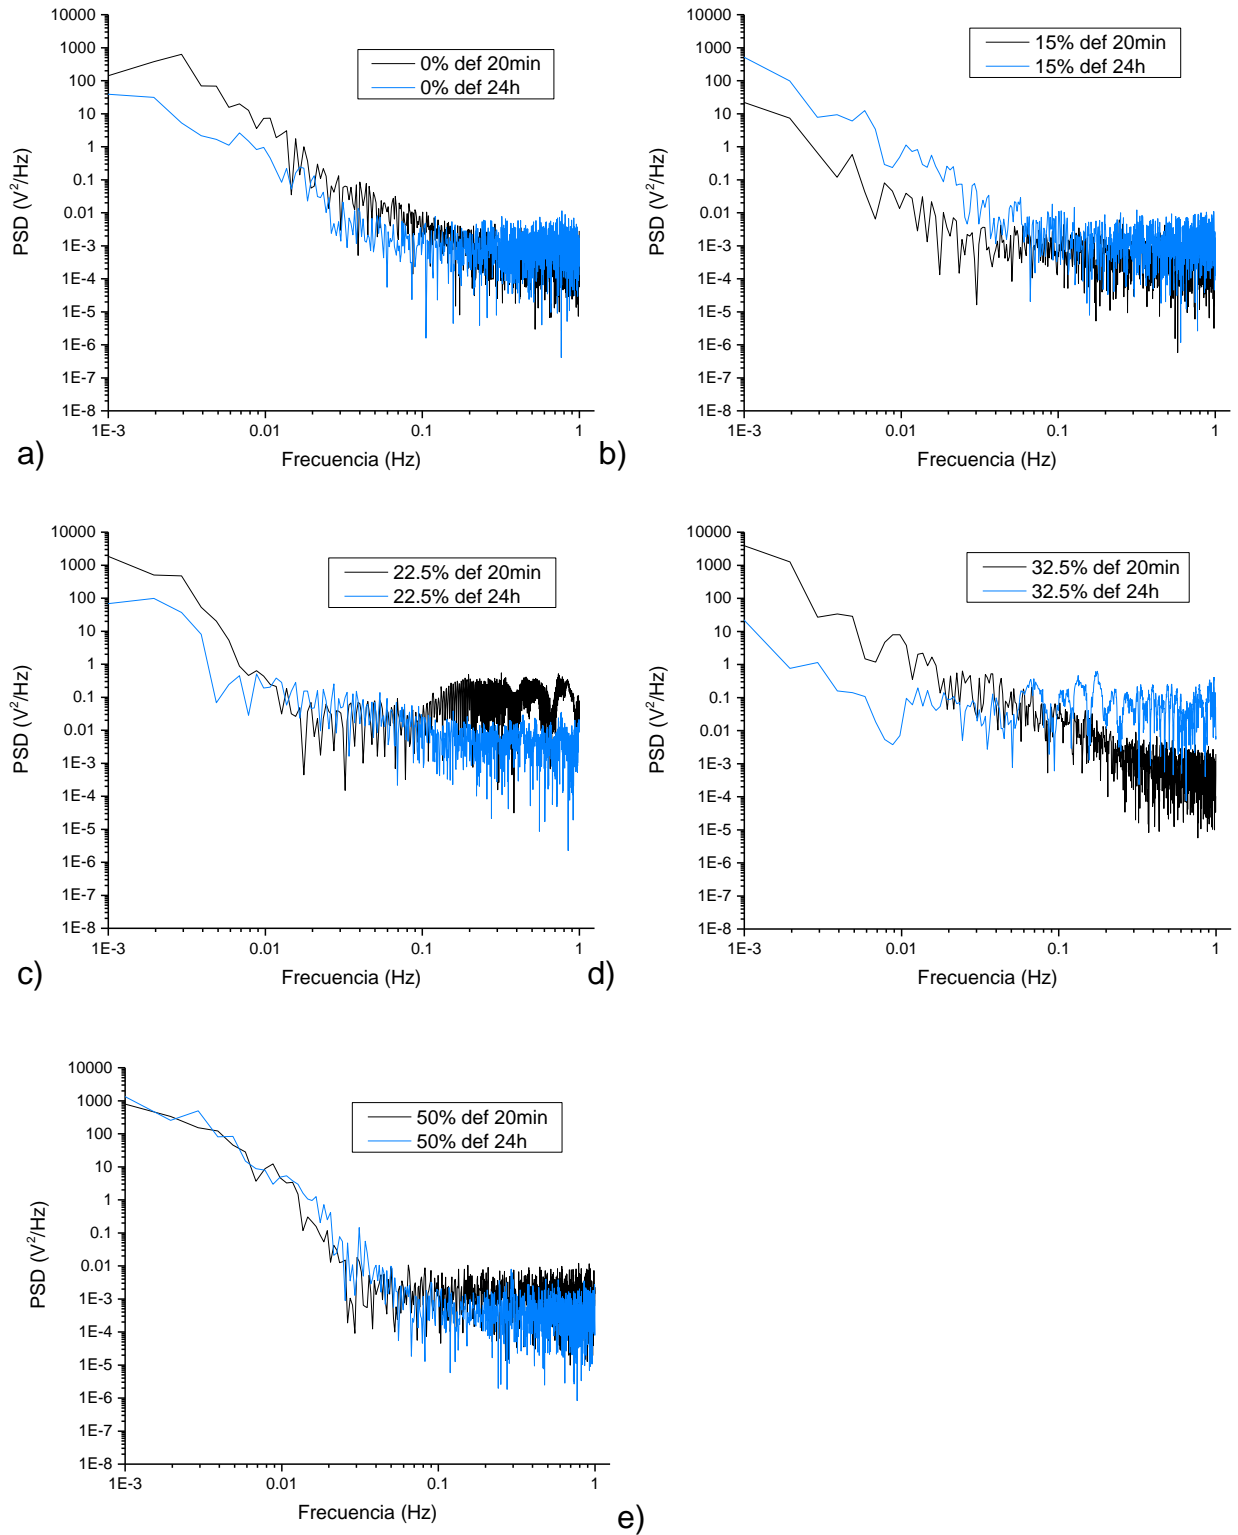 10000
1000
100
10
1
0.1
0.01
1E-3
1E-4
1E-5
1E-6
1E-7
1E-8
PSD (V²/Hz)
0% def 20min
0% def 24h
1E-3 0.01 0.1 1
Frecuencia (Hz)
a)
10000
1000
100
10
1
0.1
0.01
1E-3
1E-4
1E-5
1E-6
1E-7
1E-8
PSD (V²/Hz)
15% def 20min
15% def 24h
1E-3 0.01 0.1 1
Frecuencia (Hz)
b)
10000
1000
100
10
1
0.1
0.01
1E-3
1E-4
1E-5
1E-6
1E-7
1E-8
PSD (V²/Hz)
22.5% def 20min
22.5% def 24h
1E-3 0.01 0.1 1
Frecuencia (Hz)
c)
10000
1000
100
10
1
0.1
0.01
1E-3
1E-4
1E-5
1E-6
1E-7
1E-8
PSD (V²/Hz)
32.5% def 20min
32.5% def 24h
1E-3 0.01 0.1 1
Frecuencia (Hz)
d)
10000
1000
100
10
1
0.1
0.01
1E-3
1E-4
1E-5
1E-6
1E-7
1E-8
PSD (V²/Hz)
50% def 20min
50% def 24h
1E-3 0.01 0.1 1
Frecuencia (Hz)
e)